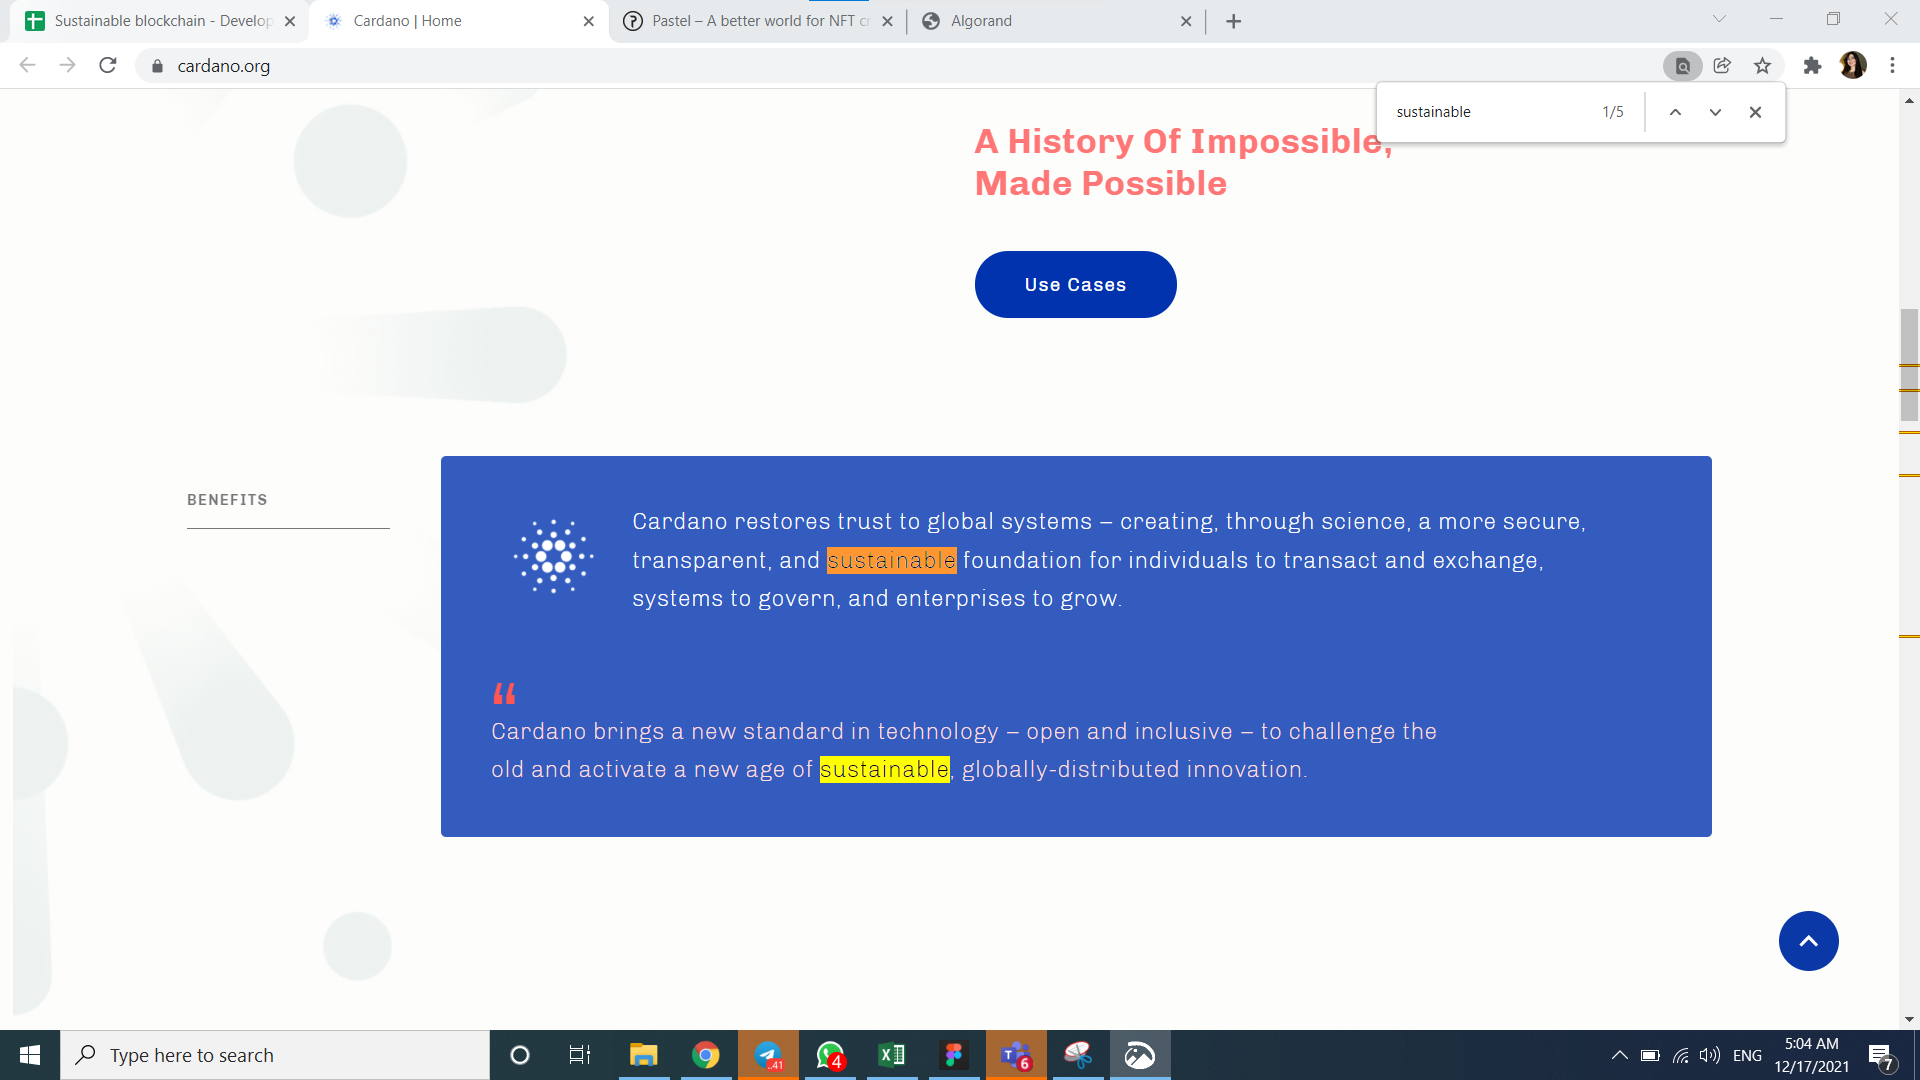 Sustainable blockchain - Develop
Cardano | Home
Pastel – A better world for NFT cr
Algorand
cardano.org
sustainable
1/5
A History Of Impossible,
Made Possible
Use Cases
BENEFITS
Cardano restores trust to global systems – creating, through science, a more secure,
transparent, and sustainable foundation for individuals to transact and exchange,
systems to govern, and enterprises to grow.
“
Cardano brings a new standard in technology – open and inclusive – to challenge the
old and activate a new age of sustainable, globally-distributed innovation.
Type here to search
..41
4
6
ENG
5:04 AM
12/17/2021
7